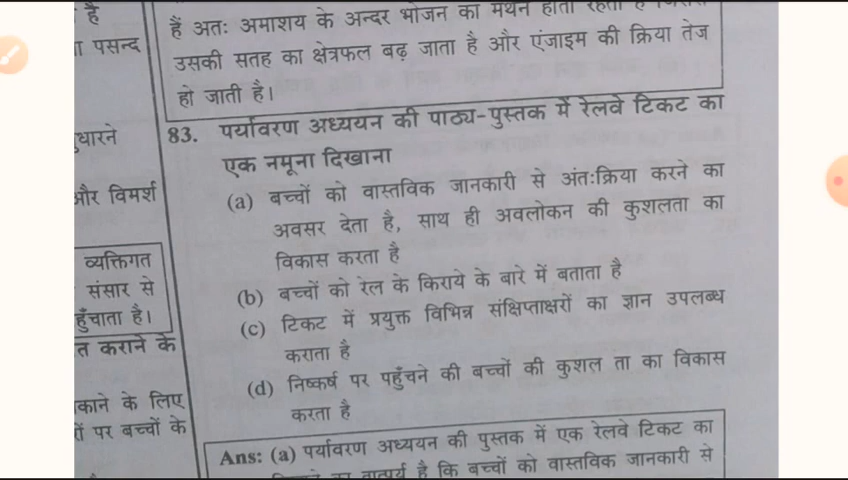 है
पसन्द
धारने
और विमर्श
व्यक्तिगत
संसार से
हुँचाता है।
त कराने के
काने के लिए
पर बच्चों के
हैं अतः अमाशय के अन्दर भोजन का मंथन होता रहता है
उसकी सतह का क्षेत्रफल बढ़ जाता है और एंजाइम की क्रिया तेज
हो जाती है।
83. पर्यावरण अध्ययन की पाठ्य-पुस्तक में रेलवे टिकट का
एक नमूना दिखाना
(a) बच्चों को वास्तविक जानकारी से अंतःक्रिया करने का
अवसर देता है, साथ ही अवलोकन की कुशलता का
विकास करता है
(b) बच्चों को रेल के किराये के बारे में बताता है
(c) टिकट में प्रयुक्त विभिन्न संक्षिप्ताक्षरों का ज्ञान उपलब्ध
कराता है
(d) निष्कर्ष पर पहुँचने की बच्चों की कुशल ता का विकास
करता है
Ans: (a) पर्यावरण अध्ययन की पुस्तक में एक रेलवे टिकट का
का तात्पर्य है कि बच्चों को वास्तविक जानकारी से